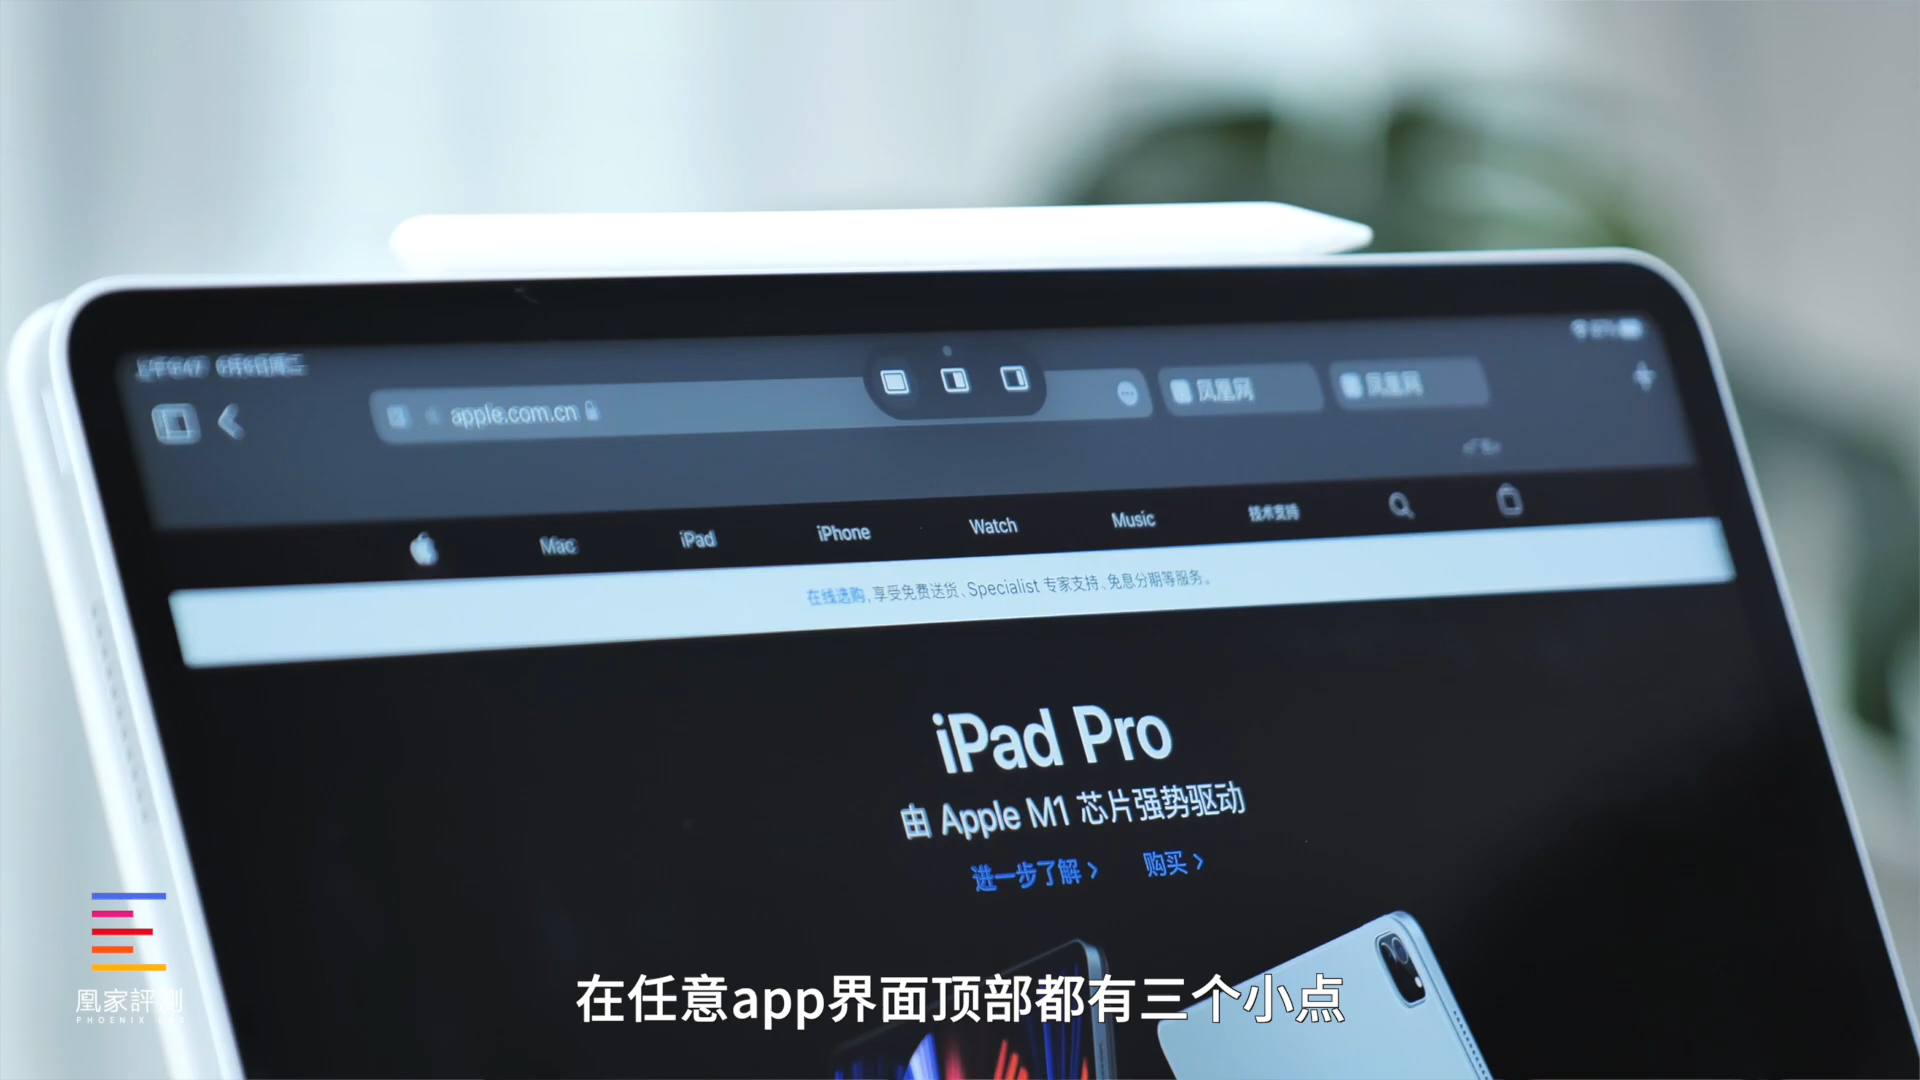 apple.com.cn
凤凰网
凤凰网
Mac
iPad
iPhone
Watch
Music
技术支持
在线选购,享受免费送货、Specialist 专家支持、免息分期等服务。
iPad Pro
由 Apple M1 芯片强势驱动
进一步了解 >
购买 >
在任意app界面顶部都有三个小点
凰家評測
PHOENIX LAB